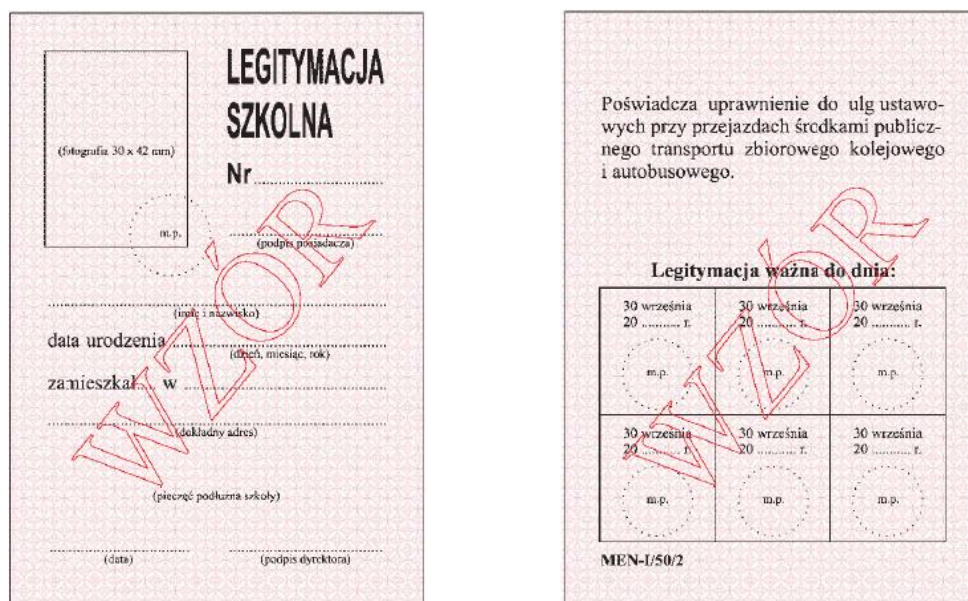 LEGITYMACJA
SZKOLNA
(fotografia 30 x 42 mm)
Nr ..............................
m.p.
(podpis posiadacza)
(imię i nazwisko)
data urodzenia ..............................
(dzień, miesiąc, rok)
zamieszkał... w ..............................
(dokładny adres)
(pieczęć podłużna szkoły)
(data)
(podpis dyrektora)
WZÓR
Poświadcza uprawnienie do ulg ustawo-
wych przy przejazdach środkami publicz-
nego transportu zbiorowego kolejowego
i autobusowego.
Legitymacja ważna do dnia:
30 września 30 września 30 września
20 ........... r. 20 ........... r. 20 ........... r.
m.p. m.p. m.p.
30 września 30 września 30 września
20 ........... r. 20 ........... r. 20 ........... r.
m.p. m.p. m.p.
MEN-I/50/2
WZÓR